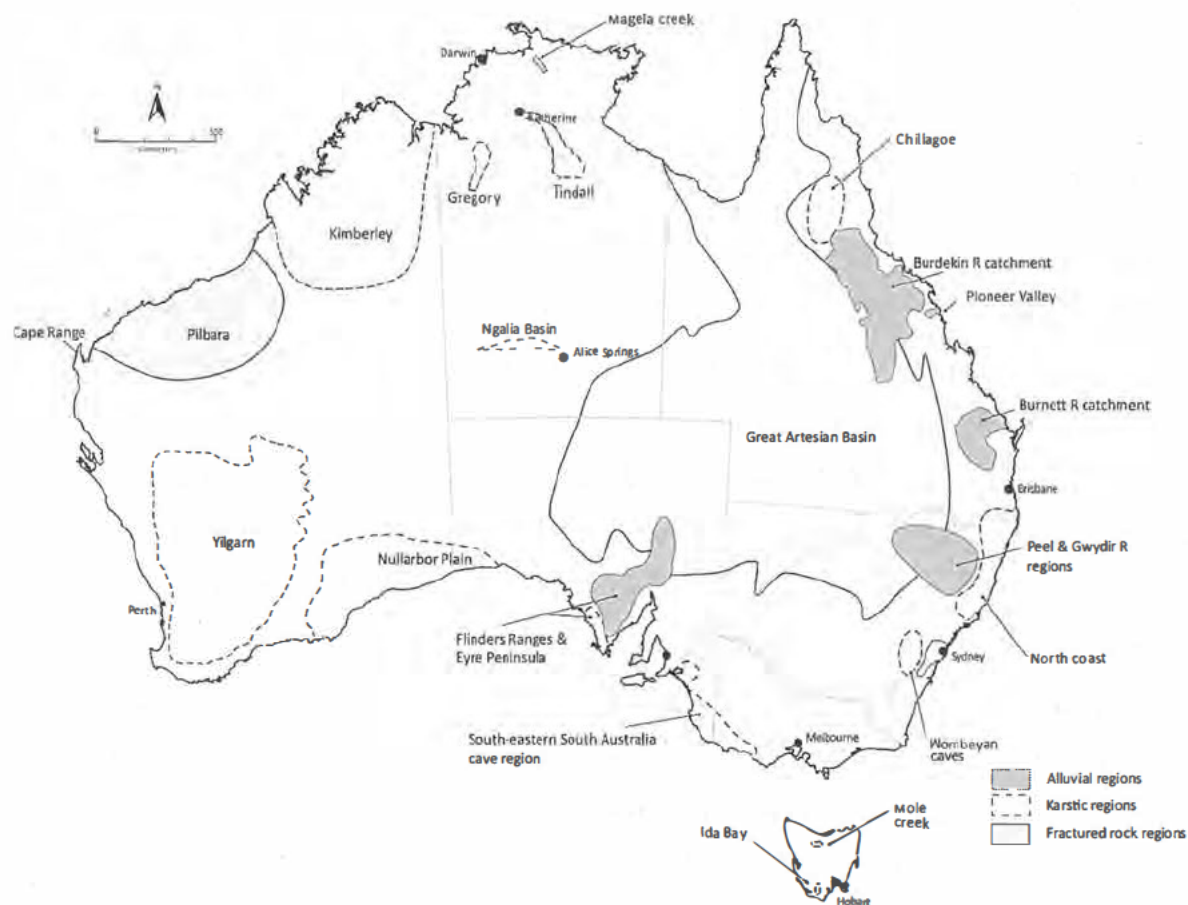 Magela creek
Darwin
0
Katherine
Chillagoe
Gregory
Tindall
Kimberley
Burdekin R catchment
Pioneer Valley
Cape Range
Pilbara
Ngalia Basin
Alice Springs
Burnett R catchment
Great Artesian Basin
Brisbane
Yilgarn
Nullarbor Plain
Peel & Gwydir R
regions
Perth
Flinders Ranges &
Eyre Peninsula
Sydney
North coast
South-eastern South Australia
cave region
Melbourne
Wombeyan
caves
Alluvial regions
Karstic regions
Fractured rock regions
Mole
creek
Ida Bay
Hobart